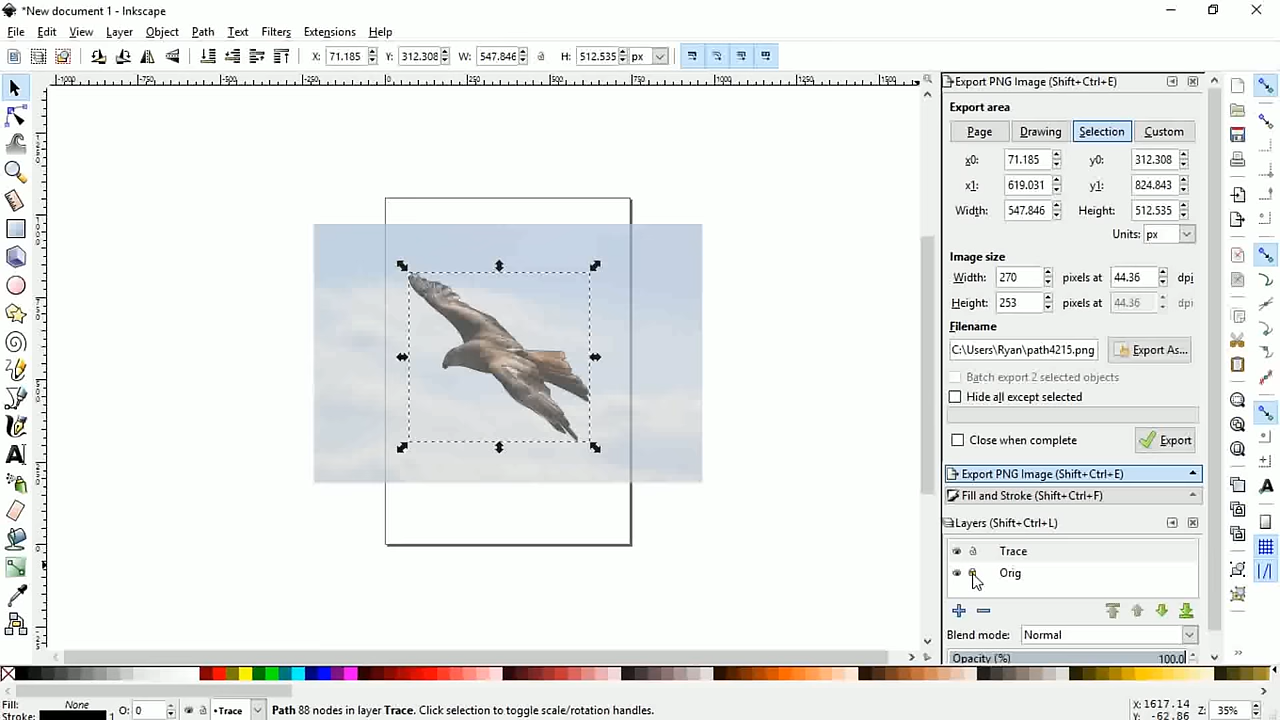 *New document 1 - Inkscape
File Edit View Layer Object Path Text Filters Extensions Help
X: 71.185 Y: 312.308 W: 547.846 H: 512.535 px
Export PNG Image (Shift+Ctrl+E)
Export area
Page Drawing Selection Custom
x0: 71.185 y0: 312.308
x1: 619.031 y1: 824.843
Width: 547.846 Height: 512.535
Units: px
Image size
Width: 270 pixels at 44.36 dpi
Height: 253 pixels at 44.36 dpi
Filename
C:\Users\Ryan\path4215.png Export As...
Batch export 2 selected objects
Hide all except selected
Close when complete Export
Export PNG Image (Shift+Ctrl+E)
Fill and Stroke (Shift+Ctrl+F)
Layers (Shift+Ctrl+L)
Trace
Orig
Blend mode: Normal
Opacity (%) 100.0
Fill: None
Stroke: 1 O: 0 •Trace Path 88 nodes in layer Trace. Click selection to toggle scale/rotation handles.
X: 1617.14
Y: -62.86 Z: 35%